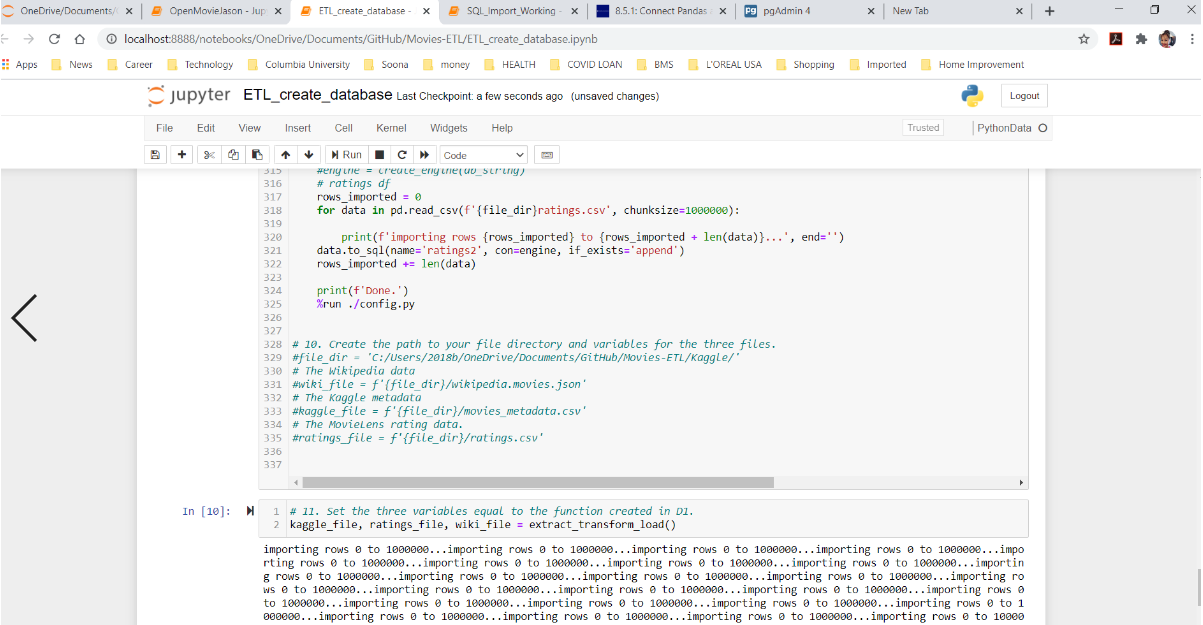 OneDrive/Documents/
OpenMovieJason - Jup
ETL_create_database -
SQL_Import_Working -
8.5.1: Connect Pandas
Pg pgAdmin 4
New Tab
localhost:8888/notebooks/OneDrive/Documents/GitHub/Movies-ETL/ETL_create_database.ipynb
Apps News Career Technology Columbia University Soona money HEALTH COVID LOAN BMS L'OREAL USA Shopping Imported Home Improvement
jupyter ETL_create_database Last Checkpoint: a few seconds ago (unsaved changes)
Logout
File Edit View Insert Cell Kernel Widgets Help
Trusted
PythonData
Run
Code
315 #engine = create_engine(db_string)
316 # ratings df
317 rows_imported = 0
318 for data in pd.read_csv(f'{file_dir}ratings.csv', chunksize=1000000):
319
320 print(f'importing rows {rows_imported} to {rows_imported + len(data)}...', end='')
321 data.to_sql(name='ratings2', con=engine, if_exists='append')
322 rows_imported += len(data)
323
324 print(f'Done.')
325 %run ./config.py
326
327
328 # 10. Create the path to your file directory and variables for the three files.
329 #file_dir = 'C:/Users/2018b/OneDrive/Documents/GitHub/Movies-ETL/Kaggle/'
330 # The Wikipedia data
331 #wiki_file = f'{file_dir}/wikipedia.movies.json'
332 # The Kaggle metadata
333 #kaggle_file = f'{file_dir}/movies_metadata.csv'
334 # The MovieLens rating data.
335 #ratings_file = f'{file_dir}/ratings.csv'
336
337
In [10]:
1 # 11. Set the three variables equal to the function created in D1.
2 kaggle_file, ratings_file, wiki_file = extract_transform_load()
importing rows 0 to 1000000...importing rows 0 to 1000000...importing rows 0 to 1000000...importing rows 0 to 1000000...impo
rting rows 0 to 1000000...importing rows 0 to 1000000...importing rows 0 to 1000000...importing rows 0 to 1000000...importin
g rows 0 to 1000000...importing rows 0 to 1000000...importing rows 0 to 1000000...importing rows 0 to 1000000...importing ro
ws 0 to 1000000...importing rows 0 to 1000000...importing rows 0 to 1000000...importing rows 0 to 1000000...importing rows 0
to 1000000...importing rows 0 to 1000000...importing rows 0 to 1000000...importing rows 0 to 1000000...importing rows 0 to 1
000000...importing rows 0 to 1000000...importing rows 0 to 1000000...importing rows 0 to 1000000...importing rows 0 to 10000